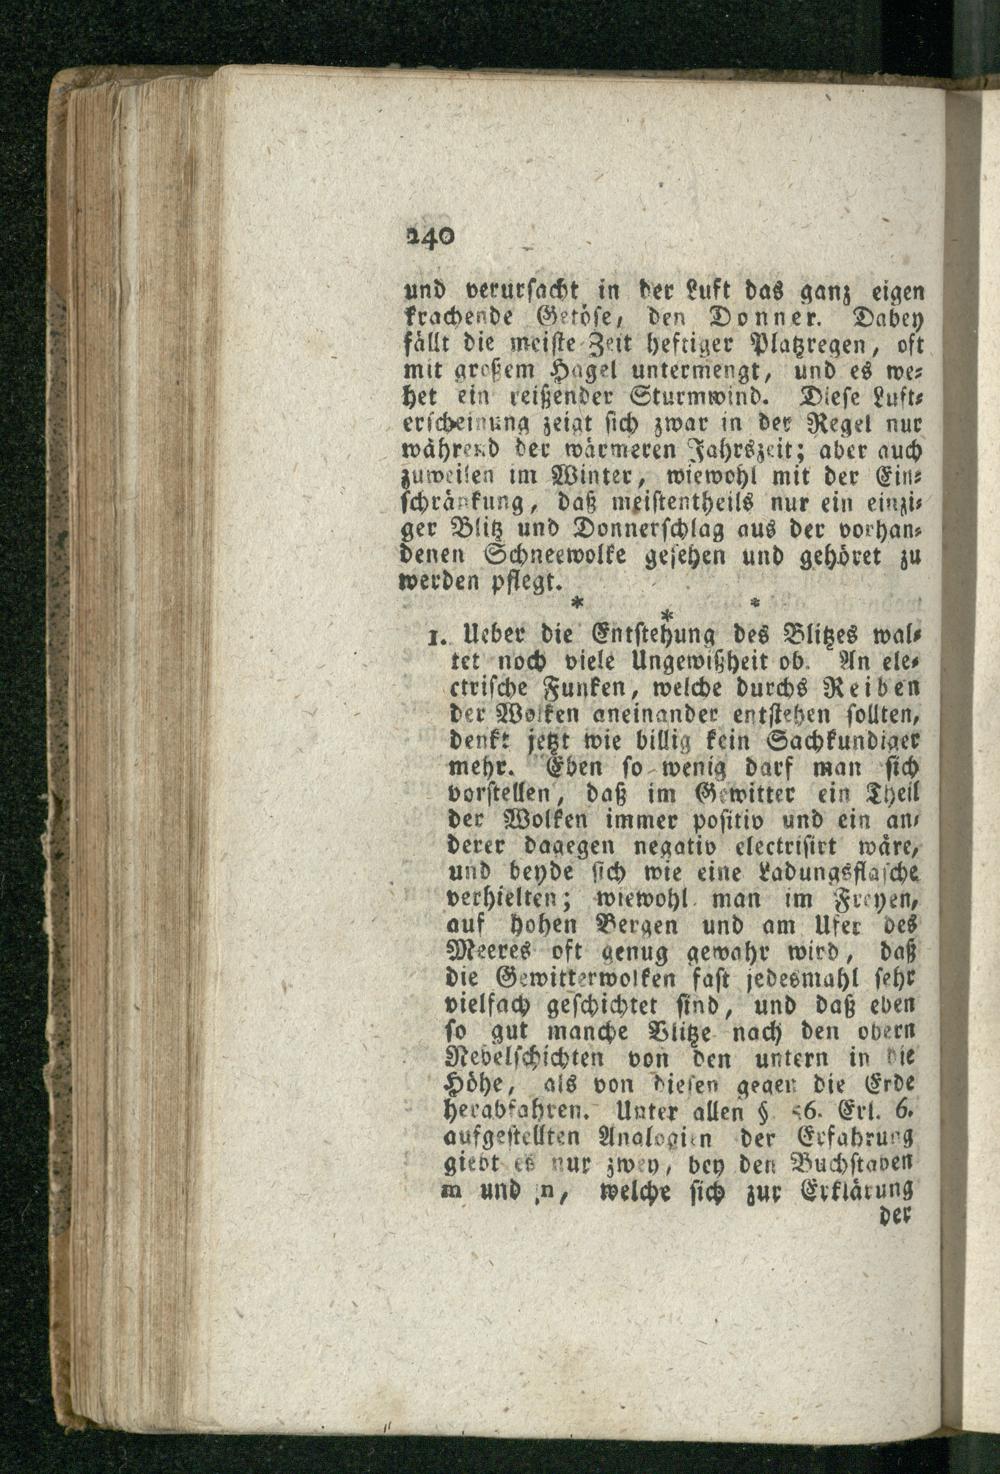 240
und verursacht in der Luft das ganz eigen
krachende Getöse, den Donner. Dabey
fällt die meiste Zeit heftiger Platzregen, oft
mit großem Hagel untermengt, und es we-
het ein reißender Sturmwind. Diese Luft-
erscheinung zeigt sich zwar in der Regel nur
während der wärmeren Jahrszeit; aber auch
zuweilen im Winter, wiewohl mit der Ein-
schränkung, daß meistentheils nur ein einzi-
ger Blitz und Donnerschlag aus der vorhan-
denen Schneewolke gesehen und gehöret zu
werden pflegt.
* * *
1. Ueber die Entstehung des Blitzes wal-
tet noch viele Ungewißheit ob. An ele-
ctrische Funken, welche durchs Reiben
der Wolken aneinander entstehen sollten,
denkt jetzt wie billig kein Sachkundiger
mehr. Eben so wenig darf man sich
vorstellen, daß im Gewitter ein Theil
der Wolken immer positiv und ein an-
derer dagegen negativ electrisirt wäre,
und beyde sich wie eine Ladungsflasche
verhielten; wiewohl man im Freyen,
auf hohen Bergen und am Ufer des
Meeres oft genug gewahr wird, daß
die Gewitterwolken fast jedesmahl sehr
vielfach geschichtet sind, und daß eben
so gut manche Blitze nach den obern
Nebelschichten von den untern in die
Höhe, als von diesen gegen die Erde
herabfahren. Unter allen § 6. Erl. 6.
aufgestellten Analogien der Erfahrung
giebt es nur zwey, bey den Buchstaben
m und n, welche sich zur Erklärung
der